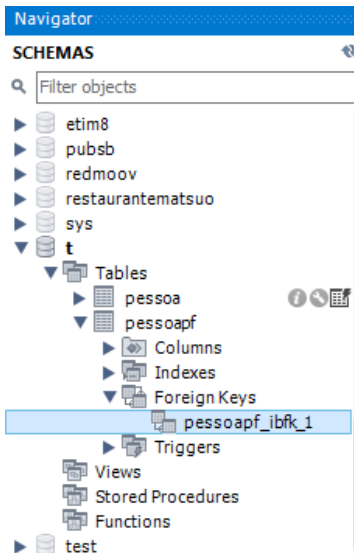 Navigator
SCHEMAS
Filter objects
etim8
pubsb
redmoov
restaurantematsuo
sys
t
Tables
pessoa
pessoapf
Columns
Indexes
Foreign Keys
pessoapf_ibfk_1
Triggers
Views
Stored Procedures
Functions
test